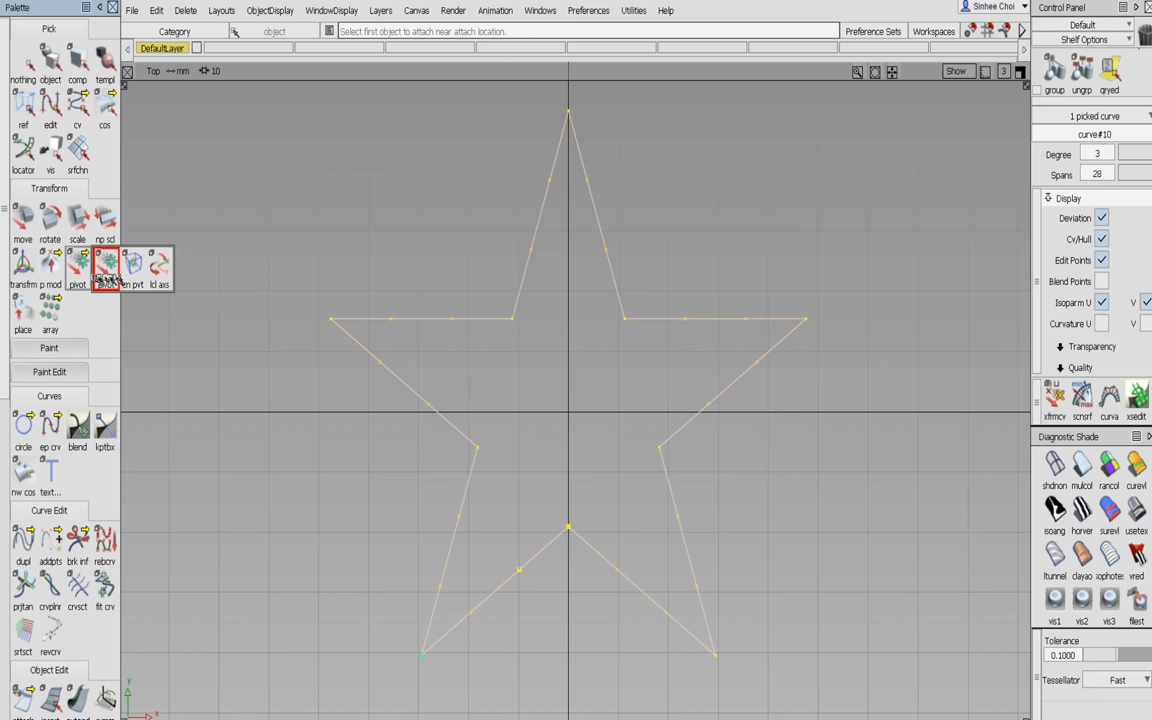 Palette
File Edit Delete Layouts ObjectDisplay WindowDisplay Layers Canvas Render Animation Windows Preferences Utilities Help
Sinhee Choi
Control Panel
Category
object
Select first object to attach near attach location.
Preference Sets
Workspaces
Default
Shelf Options
DefaultLayer
Top ↔mm 10
Show
3
Pick
nothing object comp templ
ref edit cv cos
locator vis srfchn
Transform
move rotate scale np scl
transfrm p mod pivot
lcl axs
place array
Paint
Paint Edit
Curves
circle ep crv blend kptbx
nw cos text...
Curve Edit
dupl addpts brk inf rebcrv
prjtan crvplnr crvsct fit crv
srtsct revcrv
Object Edit
y
x
group ungrp qryed
1 picked curve
curve#10
Degree 3
Spans 28
Display
Deviation
Cv/Hull
Edit Points
Blend Points
Isoparm U V
Curvature U V
Transparency
Quality
xfrmcv scnsrf curva xsedit
Diagnostic Shade
shdnon mulcol rancol curevl
isoang horver surevl usetex
ltunnel clayao vred
vis1 vis2 vis3 filest
Tolerance
0.1000
Tessellator Fast